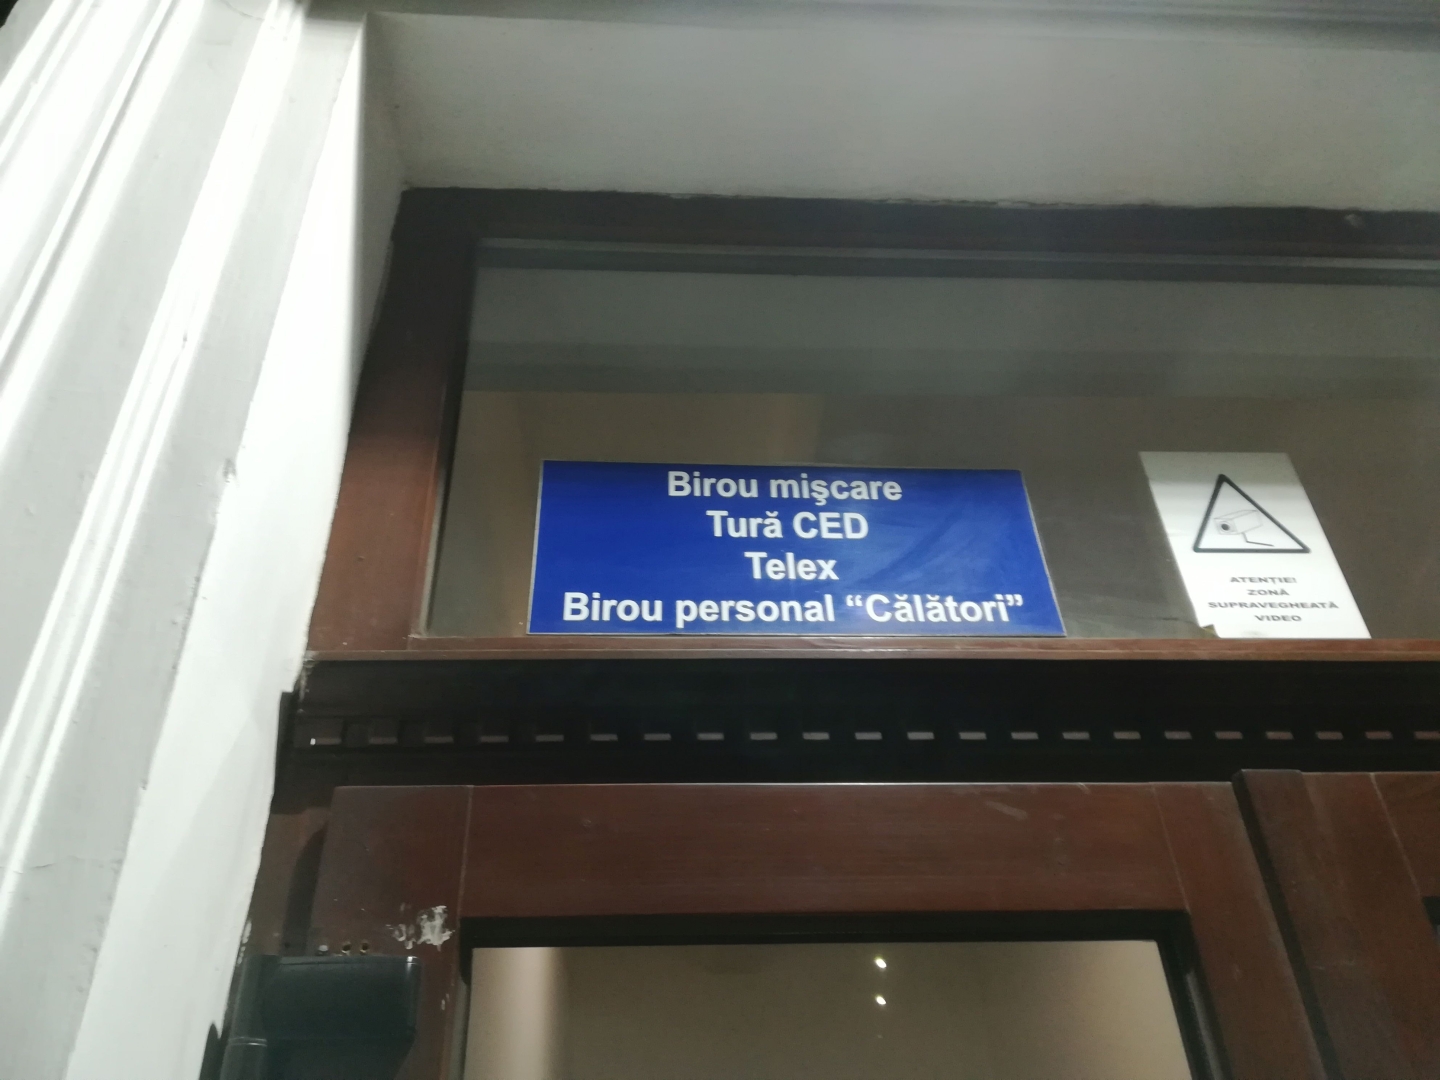 Birou mişcare
Tură CED
Telex
Birou personal “Călători”
ATENȚIE!
ZONĂ
SUPRAVEGHEATĂ
VIDEO